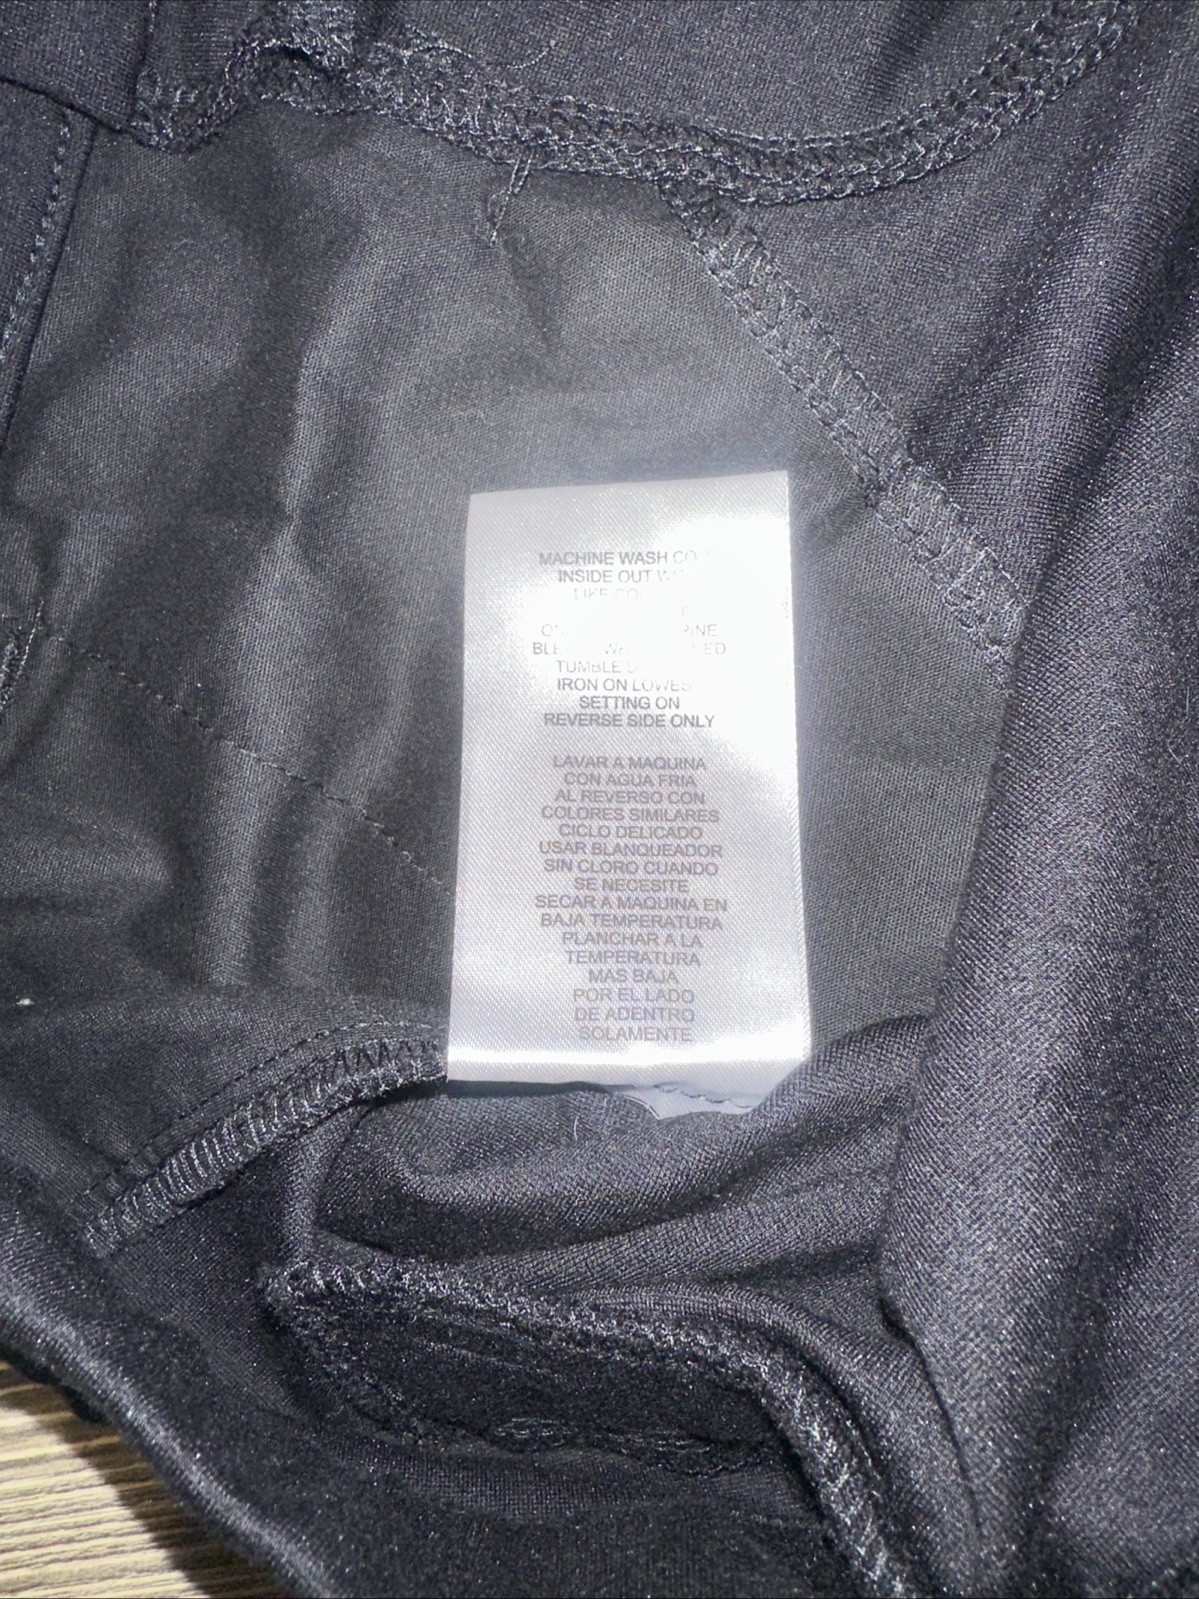 MACHINE WASH
INSIDE OUT
LIKE
TUMBLE
IRON ON
SETTING ON
REVERSE SIDE ONLY
LAVAR A MAQUINA
CON AGUA FRIA
AL REVERSO CON
COLORES SIMILARES
CICLO DELICADO
USAR BLANQUEADOR
SIN CLORO CUANDO
SE NECESITE
SECAR A MAQUINA EN
BAJA TEMPERATURA
PLANCHAR A LA
TEMPERATURA
MAS BAJA
POR EL LADO
DE ADENTRO
SOLAMENTE